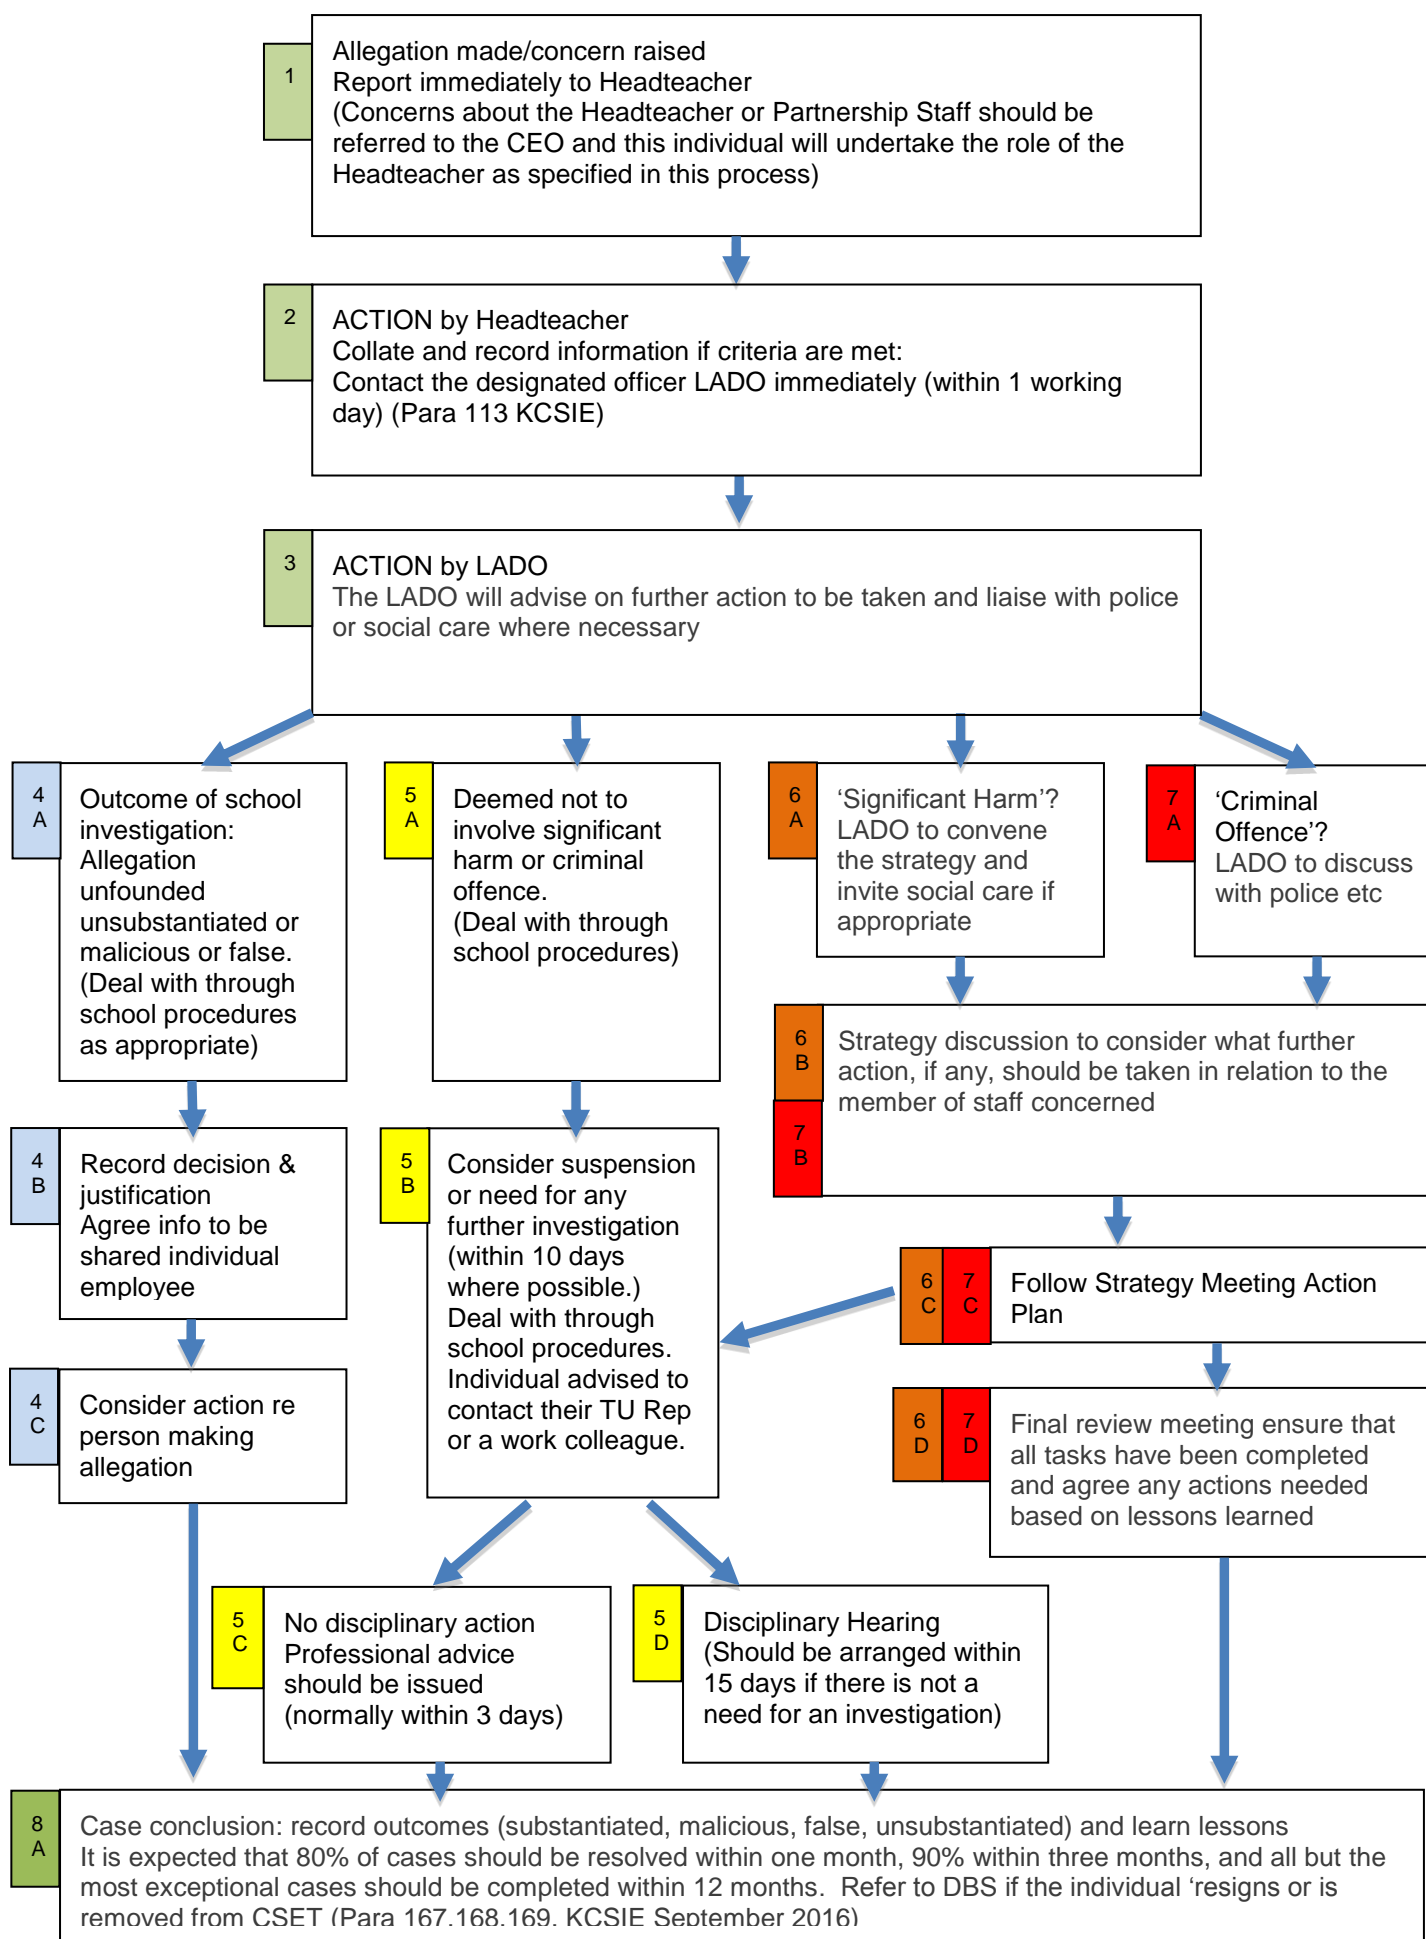 1
Allegation made/concern raised
Report immediately to Headteacher
(Concerns about the Headteacher or Partnership Staff should be
referred to the CEO and this individual will undertake the role of the
Headteacher as specified in this process)
2
ACTION by Headteacher
Collate and record information if criteria are met:
Contact the designated officer LADO immediately (within 1 working
day) (Para 113 KCSIE)
3
ACTION by LADO
The LADO will advise on further action to be taken and liaise with police
or social care where necessary
4
A
Outcome of school
investigation:
Allegation
unfounded
unsubstantiated or
malicious or false.
(Deal with through
school procedures
as appropriate)
5
A
Deemed not to
involve significant
harm or criminal
offence.
(Deal with through
school procedures)
6
A
‘Significant Harm’?
LADO to convene
the strategy and
invite social care if
appropriate
7
A
‘Criminal
Offence’?
LADO to discuss
with police etc
6
B
7
B
Strategy discussion to consider what further
action, if any, should be taken in relation to the
member of staff concerned
4
B
Record decision &
justification
Agree info to be
shared individual
employee
5
B
Consider suspension
or need for any
further investigation
(within 10 days
where possible.)
Deal with through
school procedures.
Individual advised to
contact their TU Rep
or a work colleague.
6
C
7
C
Follow Strategy Meeting Action
Plan
4
C
Consider action re
person making
allegation
6
D
7
D
Final review meeting ensure that
all tasks have been completed
and agree any actions needed
based on lessons learned
5
C
No disciplinary action
Professional advice
should be issued
(normally within 3 days)
5
D
Disciplinary Hearing
(Should be arranged within
15 days if there is not a
need for an investigation)
8
A
Case conclusion: record outcomes (substantiated, malicious, false, unsubstantiated) and learn lessons
It is expected that 80% of cases should be resolved within one month, 90% within three months, and all but the
most exceptional cases should be completed within 12 months.  Refer to DBS if the individual ‘resigns or is
removed from CSET (Para 167,168,169, KCSIE September 2016)